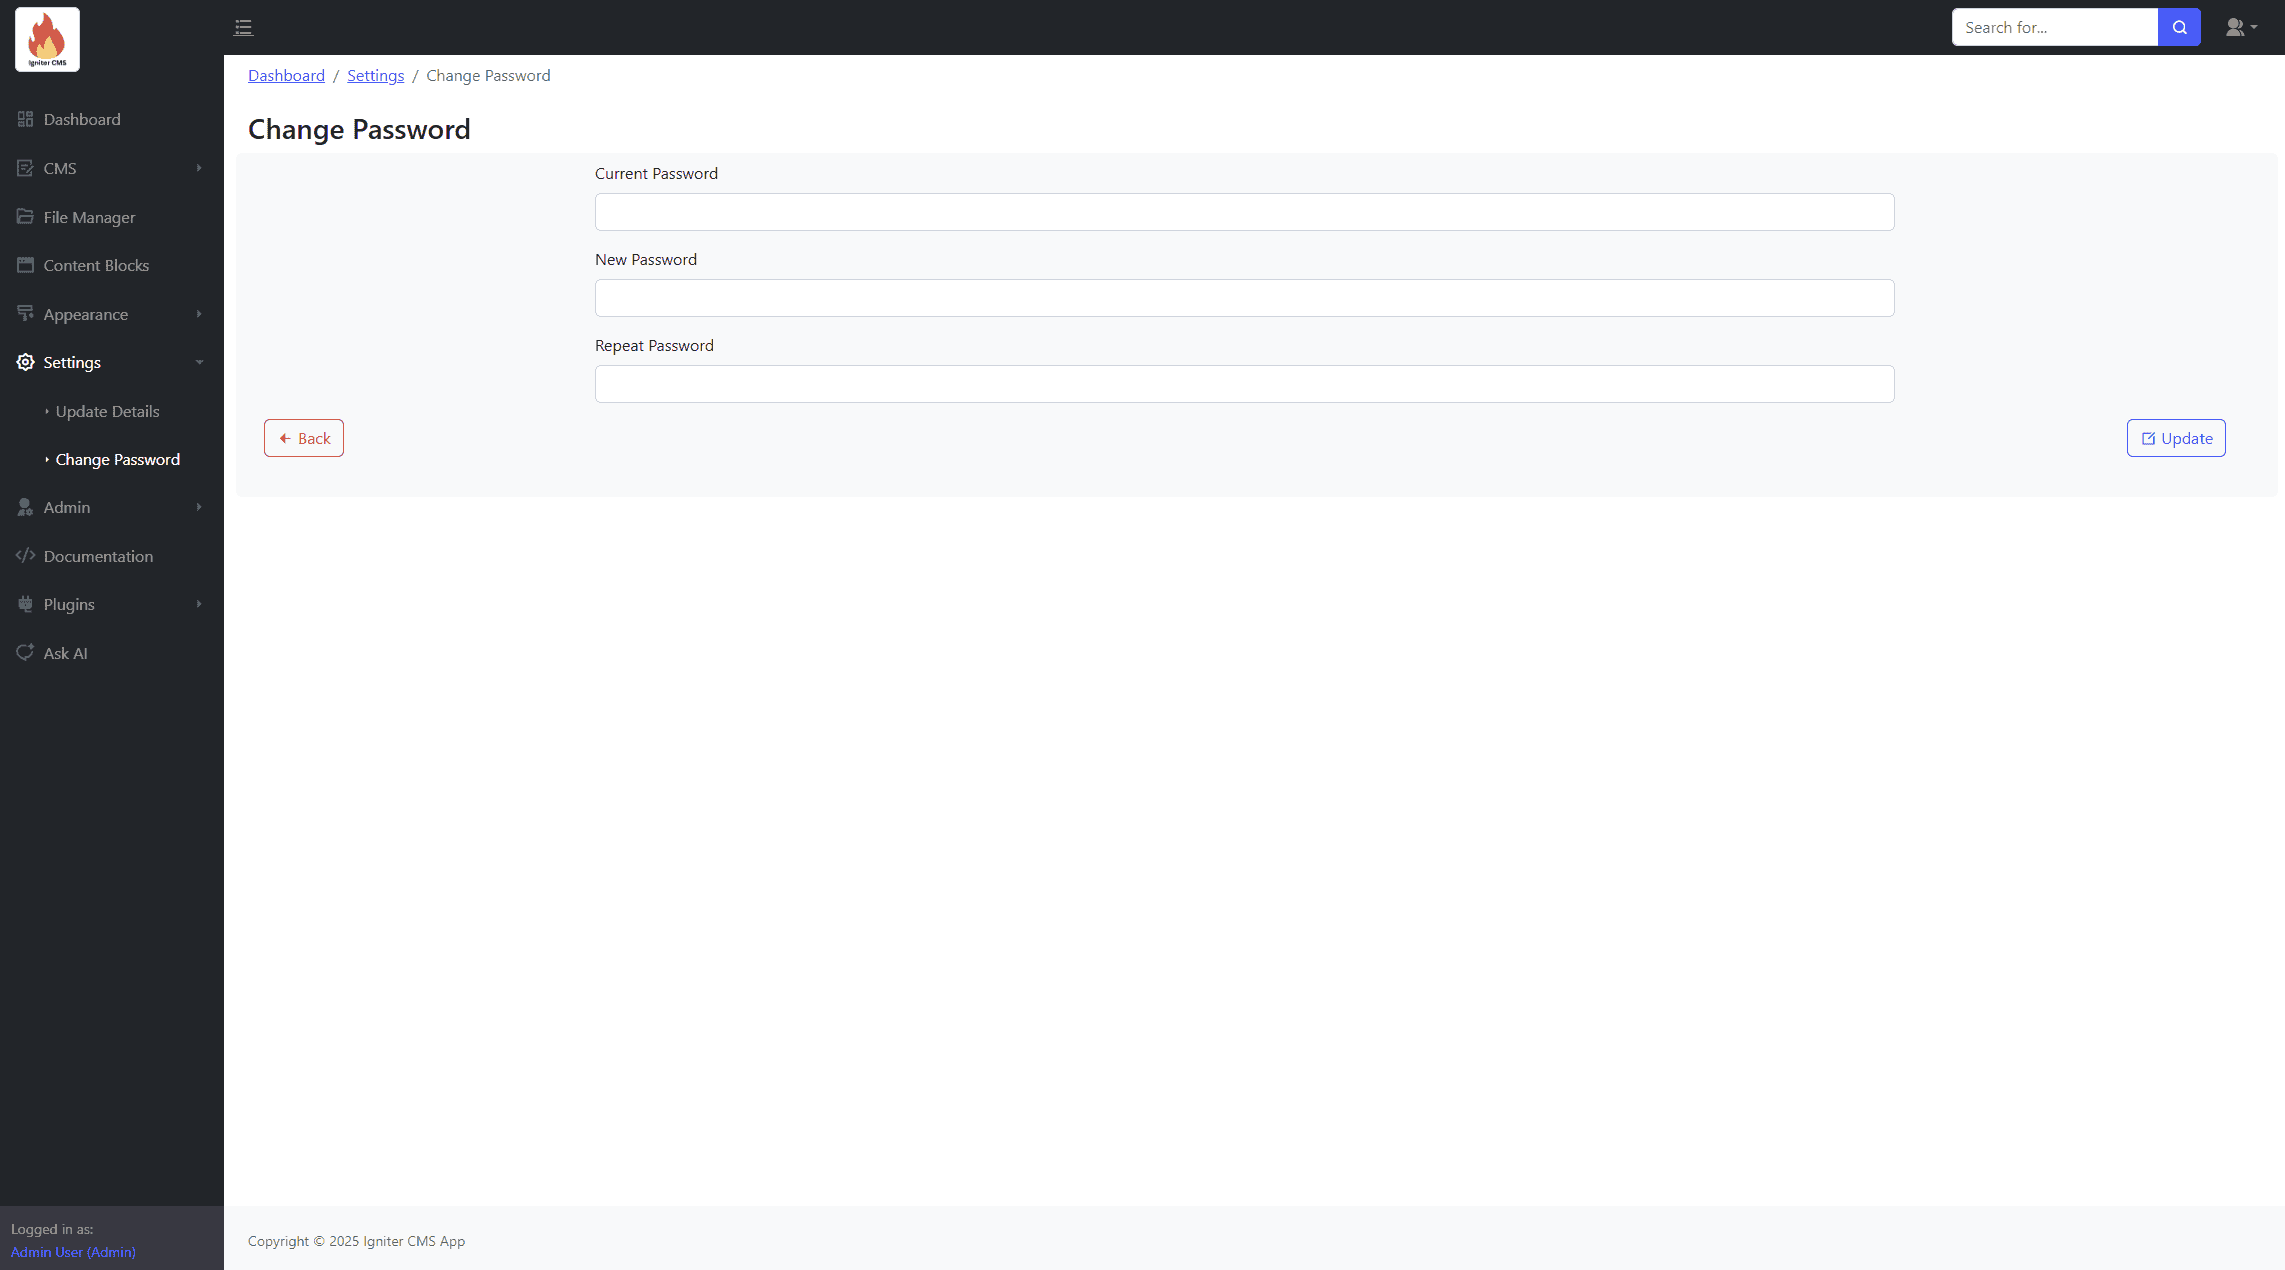 Igniter CMS
Search for...
Dashboard / Settings / Change Password
Dashboard
CMS
File Manager
Content Blocks
Appearance
Settings
Update Details
Change Password
Admin
Documentation
Plugins
Ask AI
Logged in as:
Admin User (Admin)
Change Password
Current Password
New Password
Repeat Password
Back
Update
Copyright © 2025 Igniter CMS App